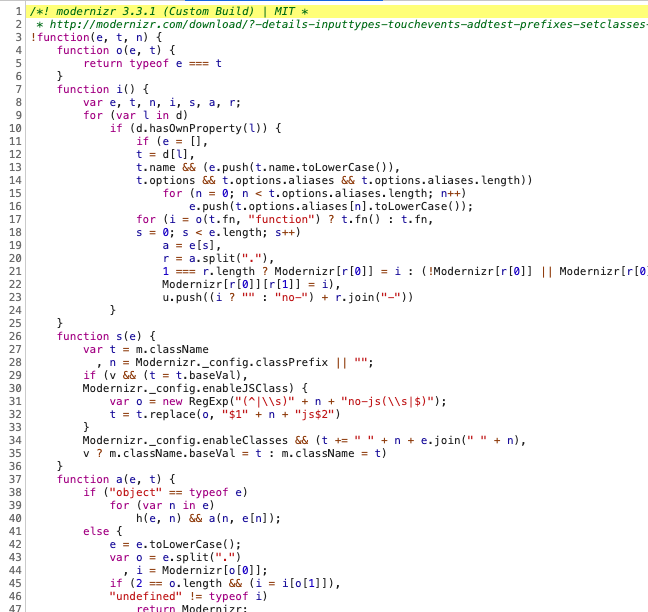 1 /*! modernizr 3.3.1 (Custom Build) | MIT *
2  * http://modernizr.com/download/?-details-inputtypes-touchevents-addtest-prefixes-setclasses-
3 !function(e, t, n) {
4     function o(e, t) {
5         return typeof e === t
6     }
7     function i() {
8         var e, t, n, i, s, a, r;
9         for (var l in d)
10             if (d.hasOwnProperty(l)) {
11                 if (e = [],
12                 t = d[l],
13                 t.name && (e.push(t.name.toLowerCase()),
14                 t.options && t.options.aliases && t.options.aliases.length))
15                     for (n = 0; n < t.options.aliases.length; n++)
16                         e.push(t.options.aliases[n].toLowerCase());
17                 for (i = o(t.fn, "function") ? t.fn() : t.fn,
18                 s = 0; s < e.length; s++)
19                     a = e[s],
20                     r = a.split("."),
21                     1 === r.length ? Modernizr[r[0]] = i : (!Modernizr[r[0]] || Modernizr[r[0]
22                     Modernizr[r[0]][r[1]] = i),
23                     u.push((i ? "" : "no-") + r.join("-"))
24             }
25     }
26     function s(e) {
27         var t = m.className
28           , n = Modernizr._config.classPrefix || "";
29         if (v && (t = t.baseVal),
30         Modernizr._config.enableJSClass) {
31             var o = new RegExp("(^|\\s)" + n + "no-js(\\s|$)");
32             t = t.replace(o, "$1" + n + "js$2")
33         }
34         Modernizr._config.enableClasses && (t += " " + n + e.join(" " + n),
35         v ? m.className.baseVal = t : m.className = t)
36     }
37     function a(e, t) {
38         if ("object" == typeof e)
39             for (var n in e)
40                 h(e, n) && a(n, e[n]);
41         else {
42             e = e.toLowerCase();
43             var o = e.split(".")
44               , i = Modernizr[o[0]];
45             if (2 == o.length && (i = i[o[1]]),
46             "undefined" != typeof i)
47                 return Modernizr;